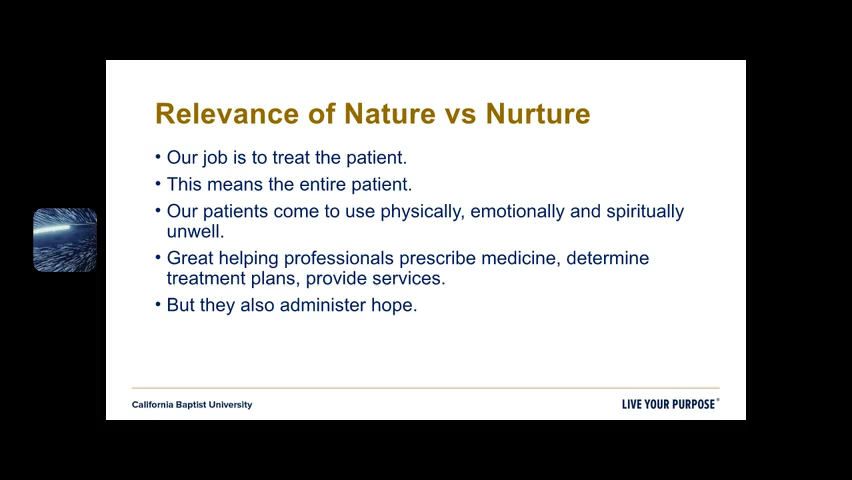 Relevance of Nature vs Nurture
• Our job is to treat the patient.
• This means the entire patient.
• Our patients come to use physically, emotionally and spiritually
unwell.
• Great helping professionals prescribe medicine, determine
treatment plans, provide services.
• But they also administer hope.
California Baptist University
LIVE YOUR PURPOSE®